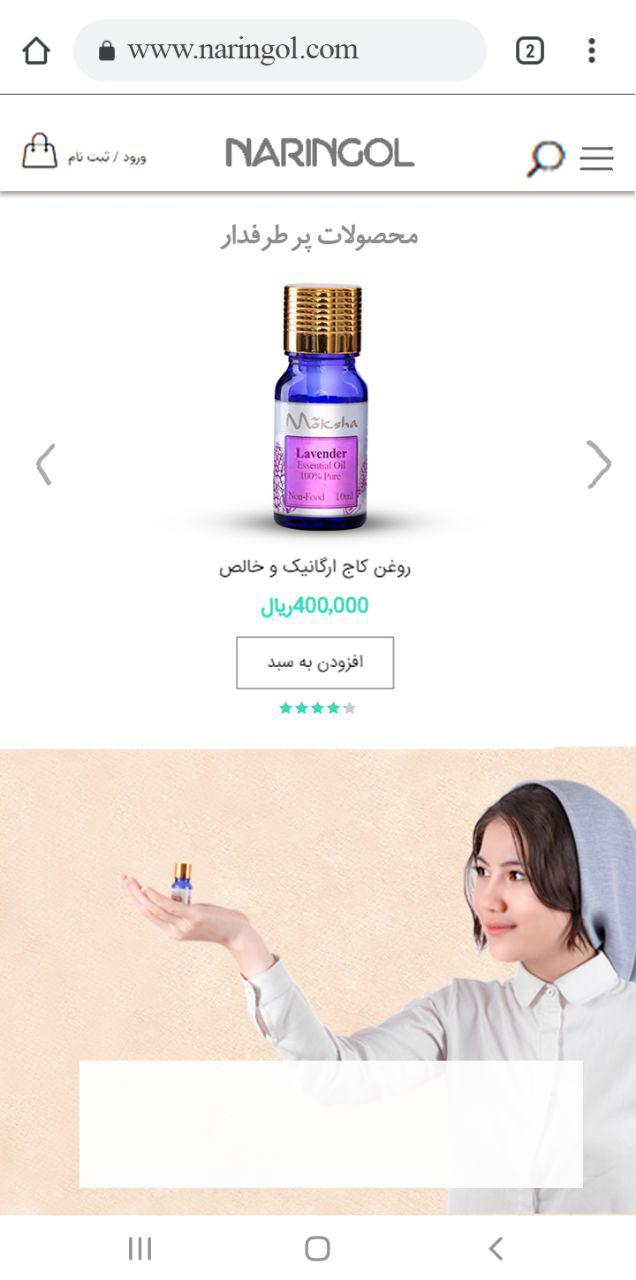 www.naringol.com
2
ورود / ثبت نام
NARINGOL
محصولات پر طرفدار
Mõksha
Lavender
Essential Oil
100% Pure
Non-Food 10ml
روغن کاج ارگانیک و خالص
400,000ریال
افزودن به سبد